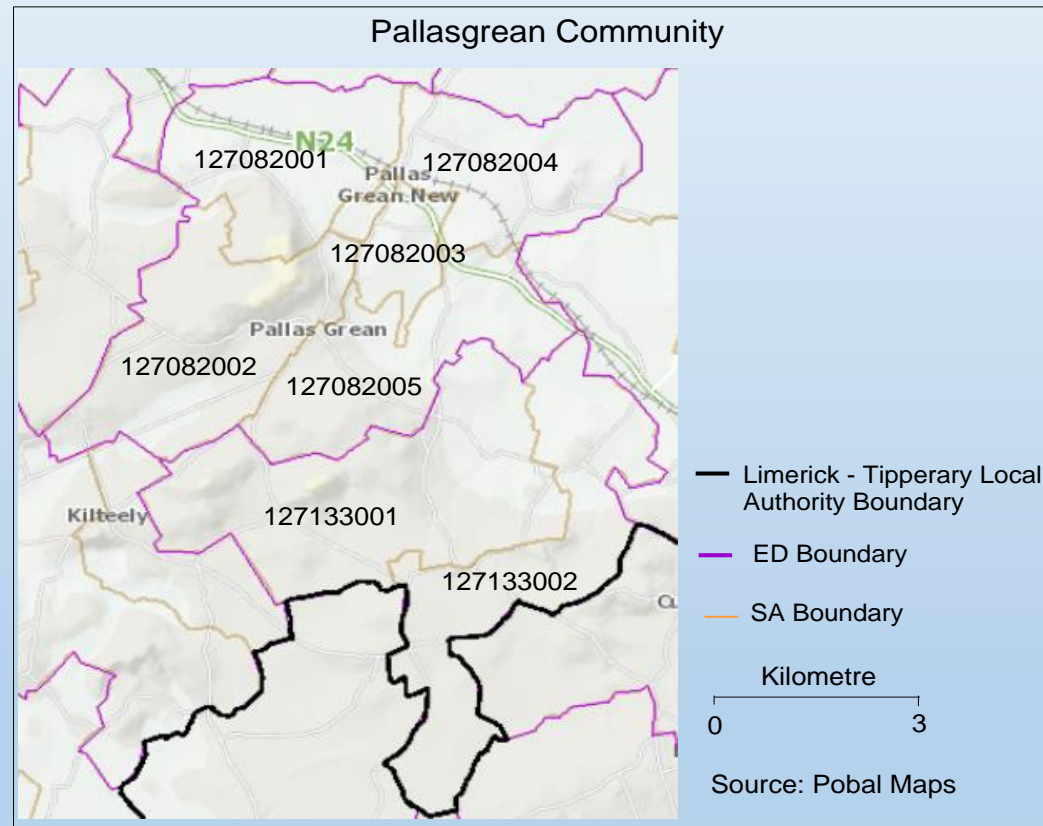 Pallasgrean Community
N24
127082001
127082004
Pallas
Grean New
127082003
Pallas Grean
127082002
127082005
Kilteely
127133001
127133002
Limerick - Tipperary Local
Authority Boundary
ED Boundary
SA Boundary
Kilometre
0 3
Source: Pobal Maps